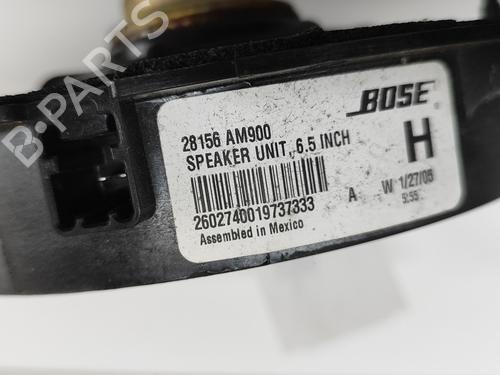 B-PARTS
BOSE
28156 AM900
SPEAKER UNIT, 6.5 INCH
H
2602740019737333
A W 1/27/05
5:55
Assembled in Mexico